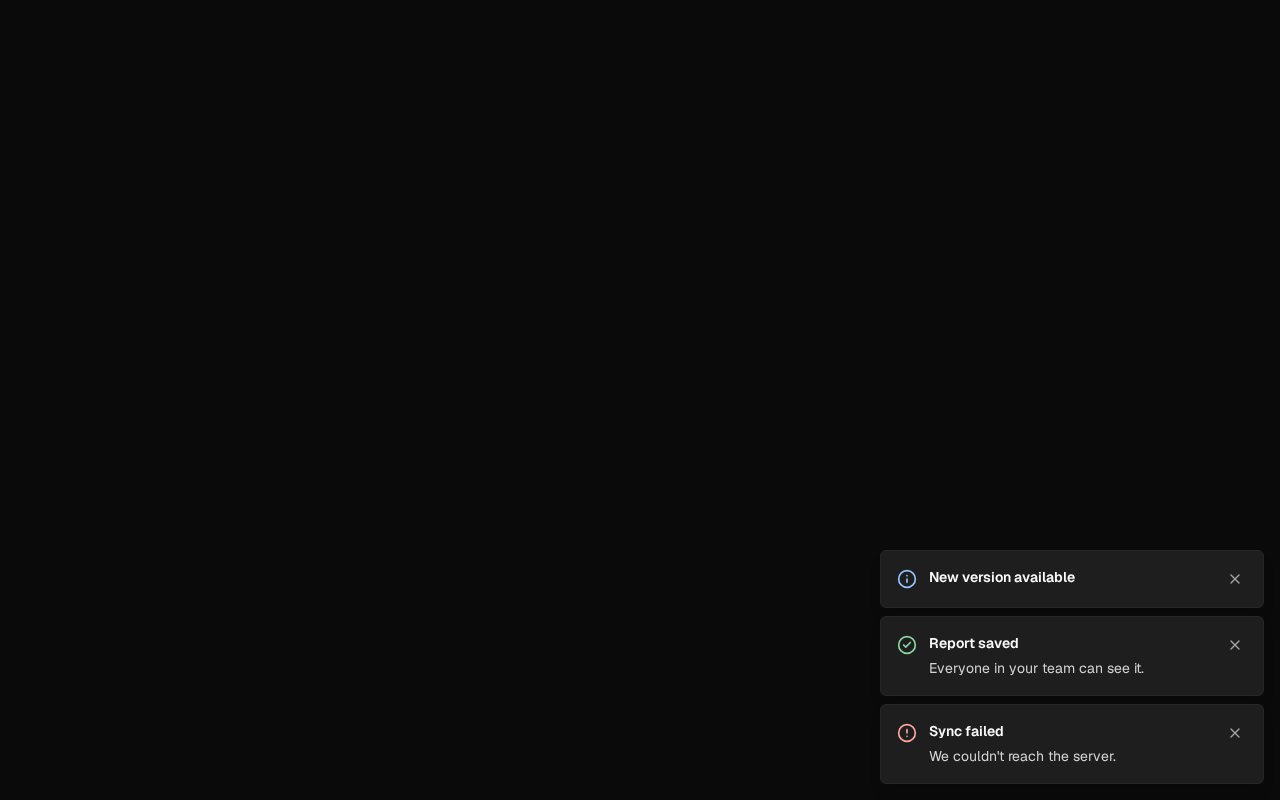 New version available
Report saved
Everyone in your team can see it.
Sync failed
We couldn't reach the server.